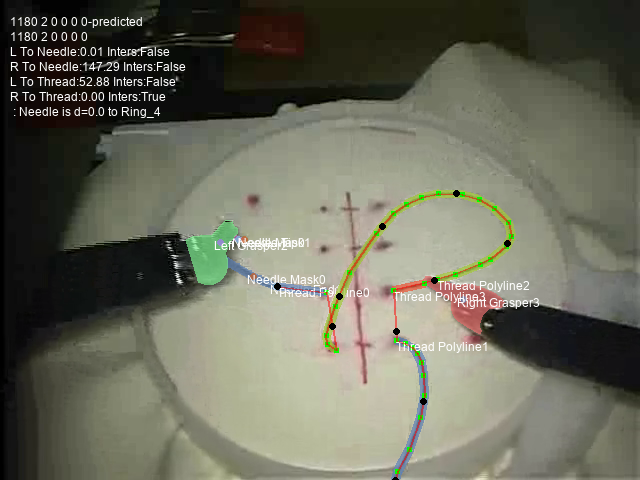 1180 2 0 0 0 0-predicted
1180 2 0 0 0 0
L To Needle:0.01 Inters:False
R To Needle:147.29 Inters:False
L To Thread:52.88 Inters:False
R To Thread:0.00 Inters:True
: Needle is d=0.0 to Ring_4
Left Grasper2
Needle Mask0
Thread Polyline0
Thread Polyline2
Thread Polyline3
Right Grasper3
Thread Polyline1